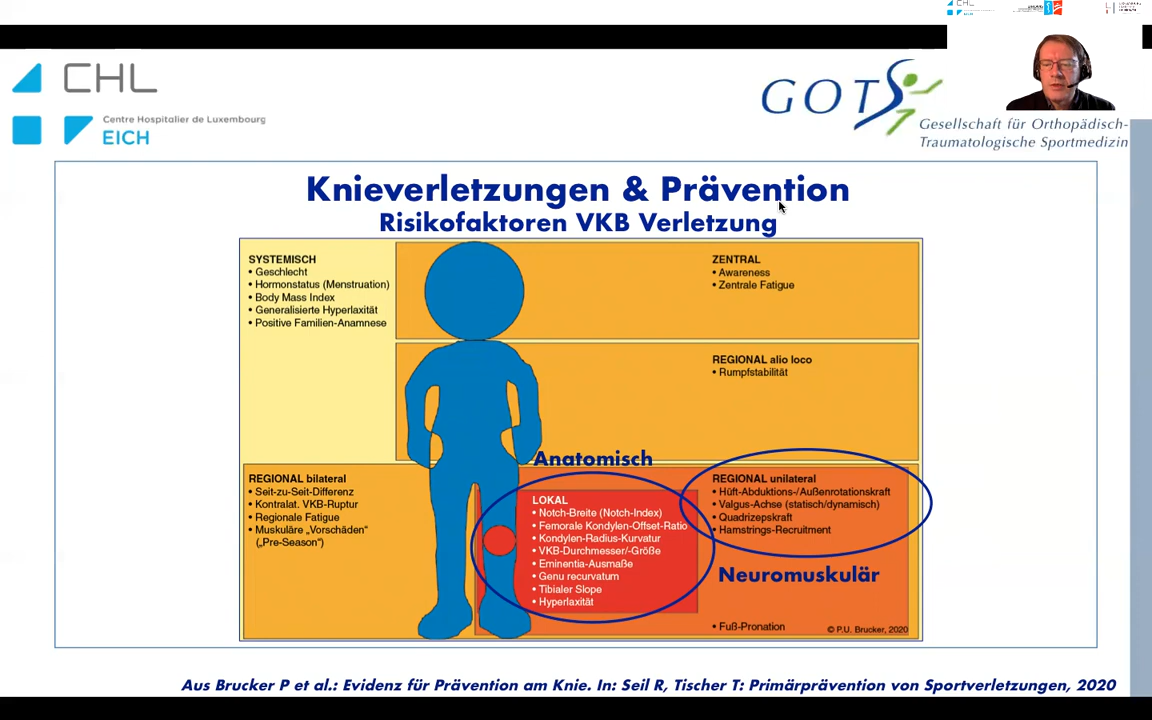 CHL
CHL
Centre Hospitalier de Luxembourg
EICH
GOTS
Gesellschaft für Orthopädisch-
Traumatologische Sportmedizin
Knieverletzungen & Prävention
Risikofaktoren VKB Verletzung
SYSTEMISCH
• Geschlecht
• Hormonstatus (Menstruation)
• Body Mass Index
• Generalisierte Hyperlaxität
• Positive Familien-Anamnese
ZENTRAL
• Awareness
• Zentrale Fatigue
REGIONAL alio loco
• Rumpfstabilität
REGIONAL bilateral
• Seit-zu-Seit-Differenz
• Kontralat. VKB-Ruptur
• Regionale Fatigue
• Muskuläre „Vorschäden“
(„Pre-Season“)
Anatomisch
LOKAL
• Notch-Breite (Notch-Index)
• Femorale Kondylen-Offset-Ratio
• Kondylen-Radius-Kurvatur
• VKB-Durchmesser/-Größe
• Eminentia-Ausmaße
• Genu recurvatum
• Tibialer Slope
• Hyperlaxität
REGIONAL unilateral
• Hüft-Abduktions-/Außenrotationskraft
• Valgus-Achse (statisch/dynamisch)
• Quadrizepskraft
• Hamstrings-Recruitment
Neuromuskulär
• Fuß-Pronation
© P.U. Brucker, 2020
Aus Brucker P et al.: Evidenz für Prävention am Knie. In: Seil R, Tischer T: Primärprävention von Sportverletzungen, 2020